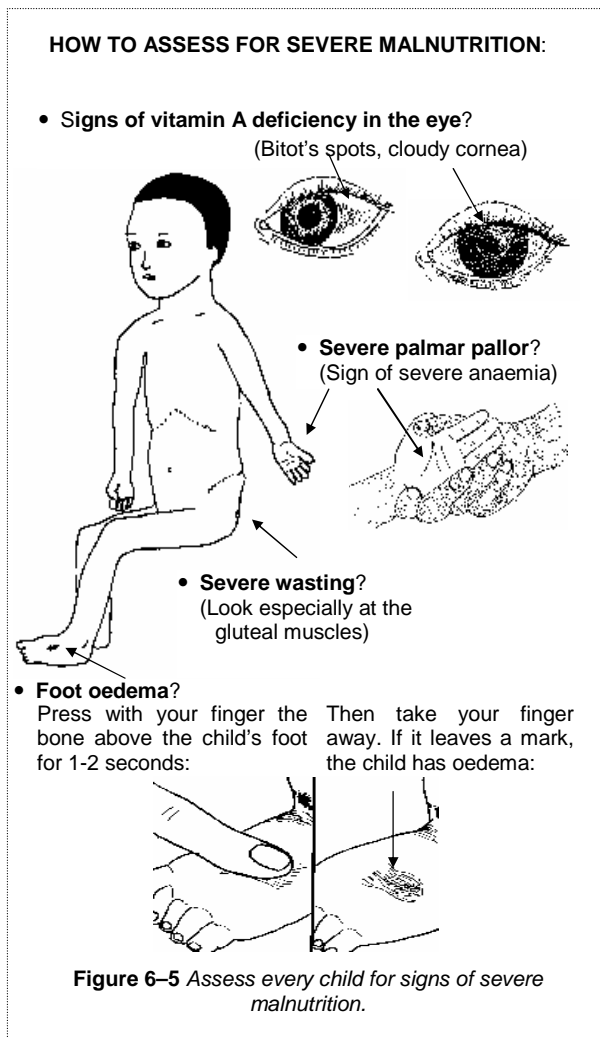 HOW TO ASSESS FOR SEVERE MALNUTRITION:
• Signs of vitamin A deficiency in the eye?
(Bitot's spots, cloudy cornea)
• Severe palmar pallor?
(Sign of severe anaemia)
• Severe wasting?
(Look especially at the
gluteal muscles)
• Foot oedema?
Press with your finger the
bone above the child's foot
for 1-2 seconds:
Then take your finger
away. If it leaves a mark,
the child has oedema:
Figure 6–5 Assess every child for signs of severe
malnutrition.